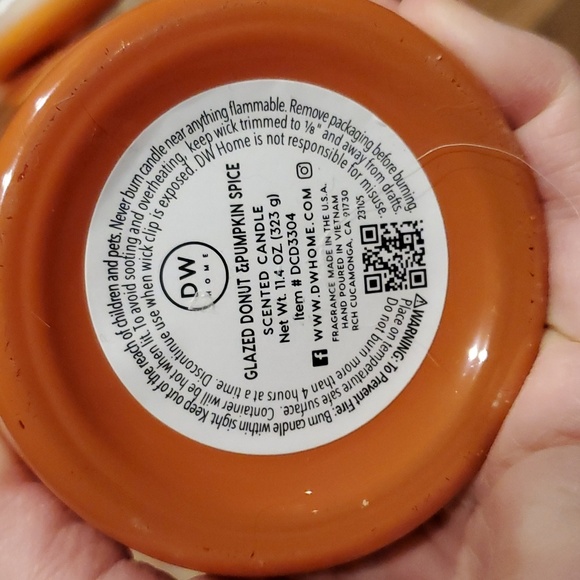 DW
HOME
GLAZED DONUT &PUMPKIN SPICE
SCENTED CANDLE
Net Wt. 11.4 OZ (323 g)
Item # DCD3304
WWW.DWHOME.COM
FRAGRANCE MADE IN THE U.S.A.
HAND POURED IN VIETNAM
RCH CUCAMONGA, CA 91730
23105
⚠WARNING: To Prevent Fire: Burn candle within sight. Keep out of the reach of children and pets. Never burn candle near anything flammable. Remove packaging before burning.
Place on temperature safe surface. Container will be hot when lit. To avoid sooting and overheating, keep wick trimmed to ⅛" and away from drafts.
Do not burn more than 4 hours at a time. Discontinue use when wick clip is exposed. DW Home is not responsible for misuse.